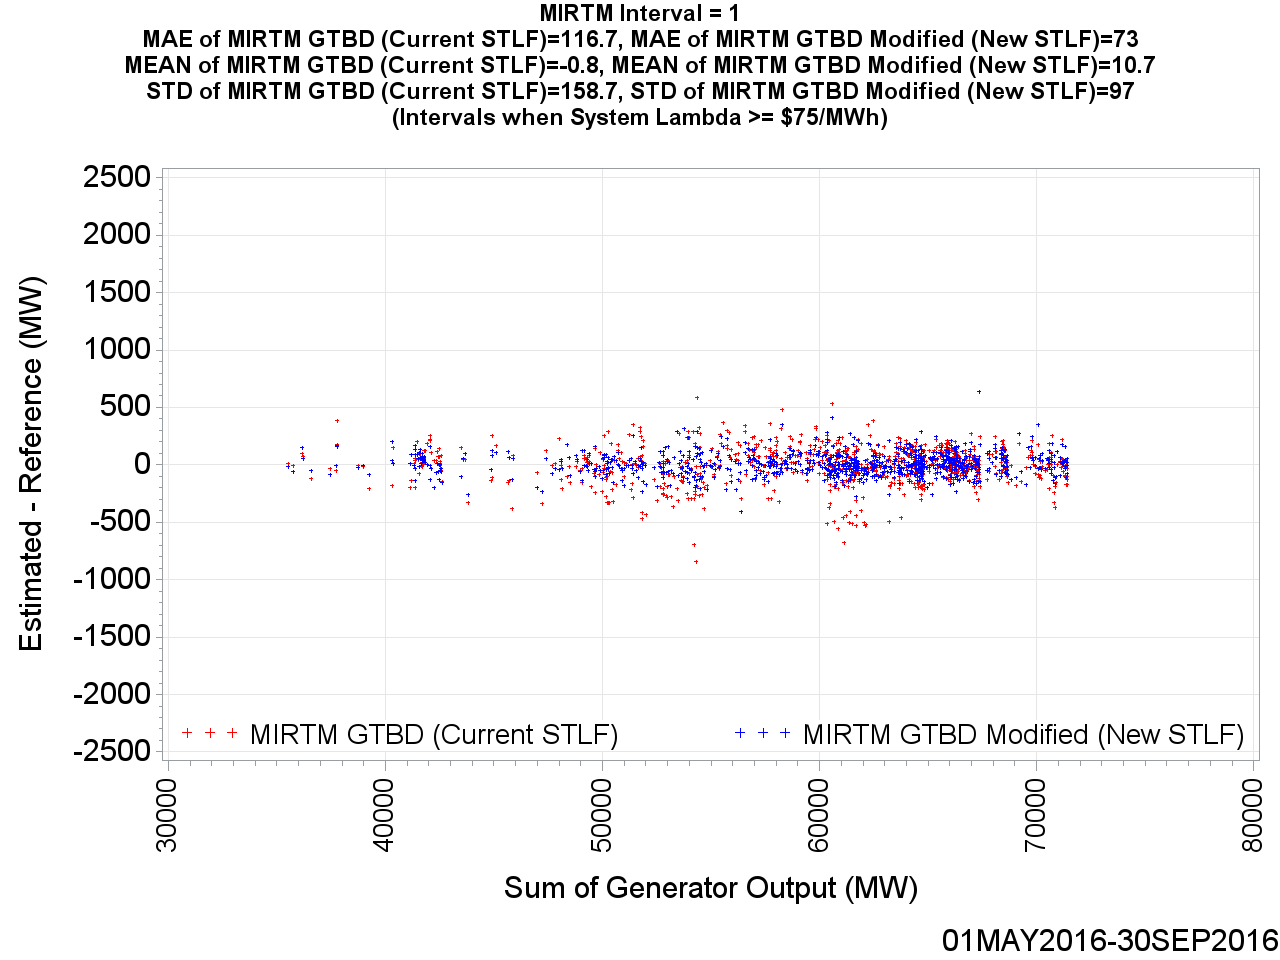 MIRTM Interval = 1
MAE of MIRTM GTBD (Current STLF)=116.7, MAE of MIRTM GTBD Modified (New STLF)=73
MEAN of MIRTM GTBD (Current STLF)=-0.8, MEAN of MIRTM GTBD Modified (New STLF)=10.7
STD of MIRTM GTBD (Current STLF)=158.7, STD of MIRTM GTBD Modified (New STLF)=97
(Intervals when System Lambda >= $75/MWh)
Estimated - Reference (MW)
2500
2000
1500
1000
500
0
-500
-1000
-1500
-2000
-2500
MIRTM GTBD (Current STLF)
MIRTM GTBD Modified (New STLF)
30000
40000
50000
60000
70000
80000
Sum of Generator Output (MW)
01MAY2016-30SEP2016